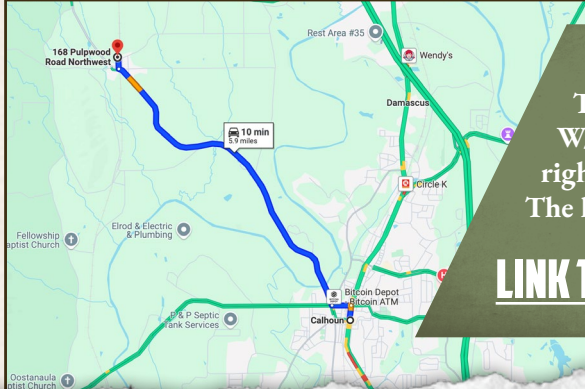 Rest Area #35
168 Pulpwood
Road Northwest
Wendy's
Damascus
10 min
5.9 miles
Circle K
Fellowship
aptist Church
Elrod & Electric
& Plumbing
Bitcoin Depot
Bitcoin ATM
Calhoun
P & P Septic
Tank Services
Oostanaula
ptist Church
T
W
righ
The l
LINK T